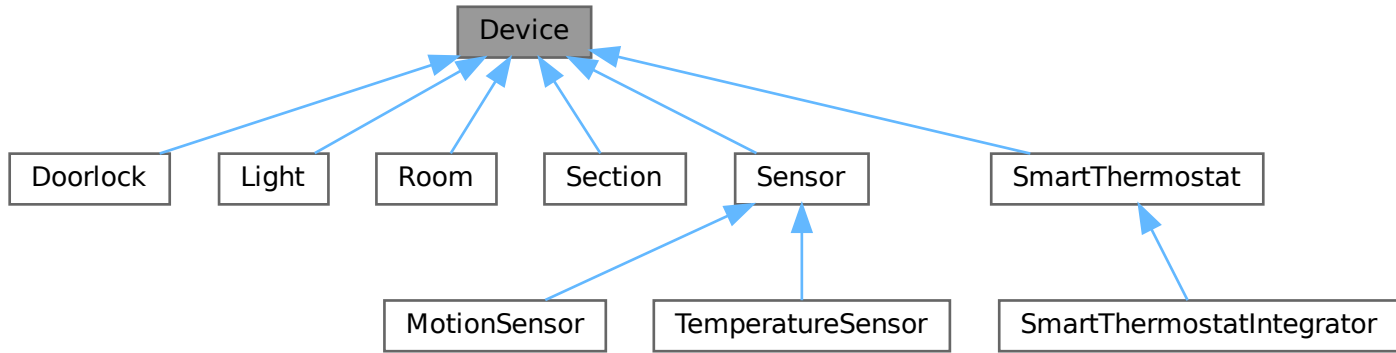 Device
Doorlock
Light
Room
Section
Sensor
SmartThermostat
MotionSensor
TemperatureSensor
SmartThermostatIntegrator